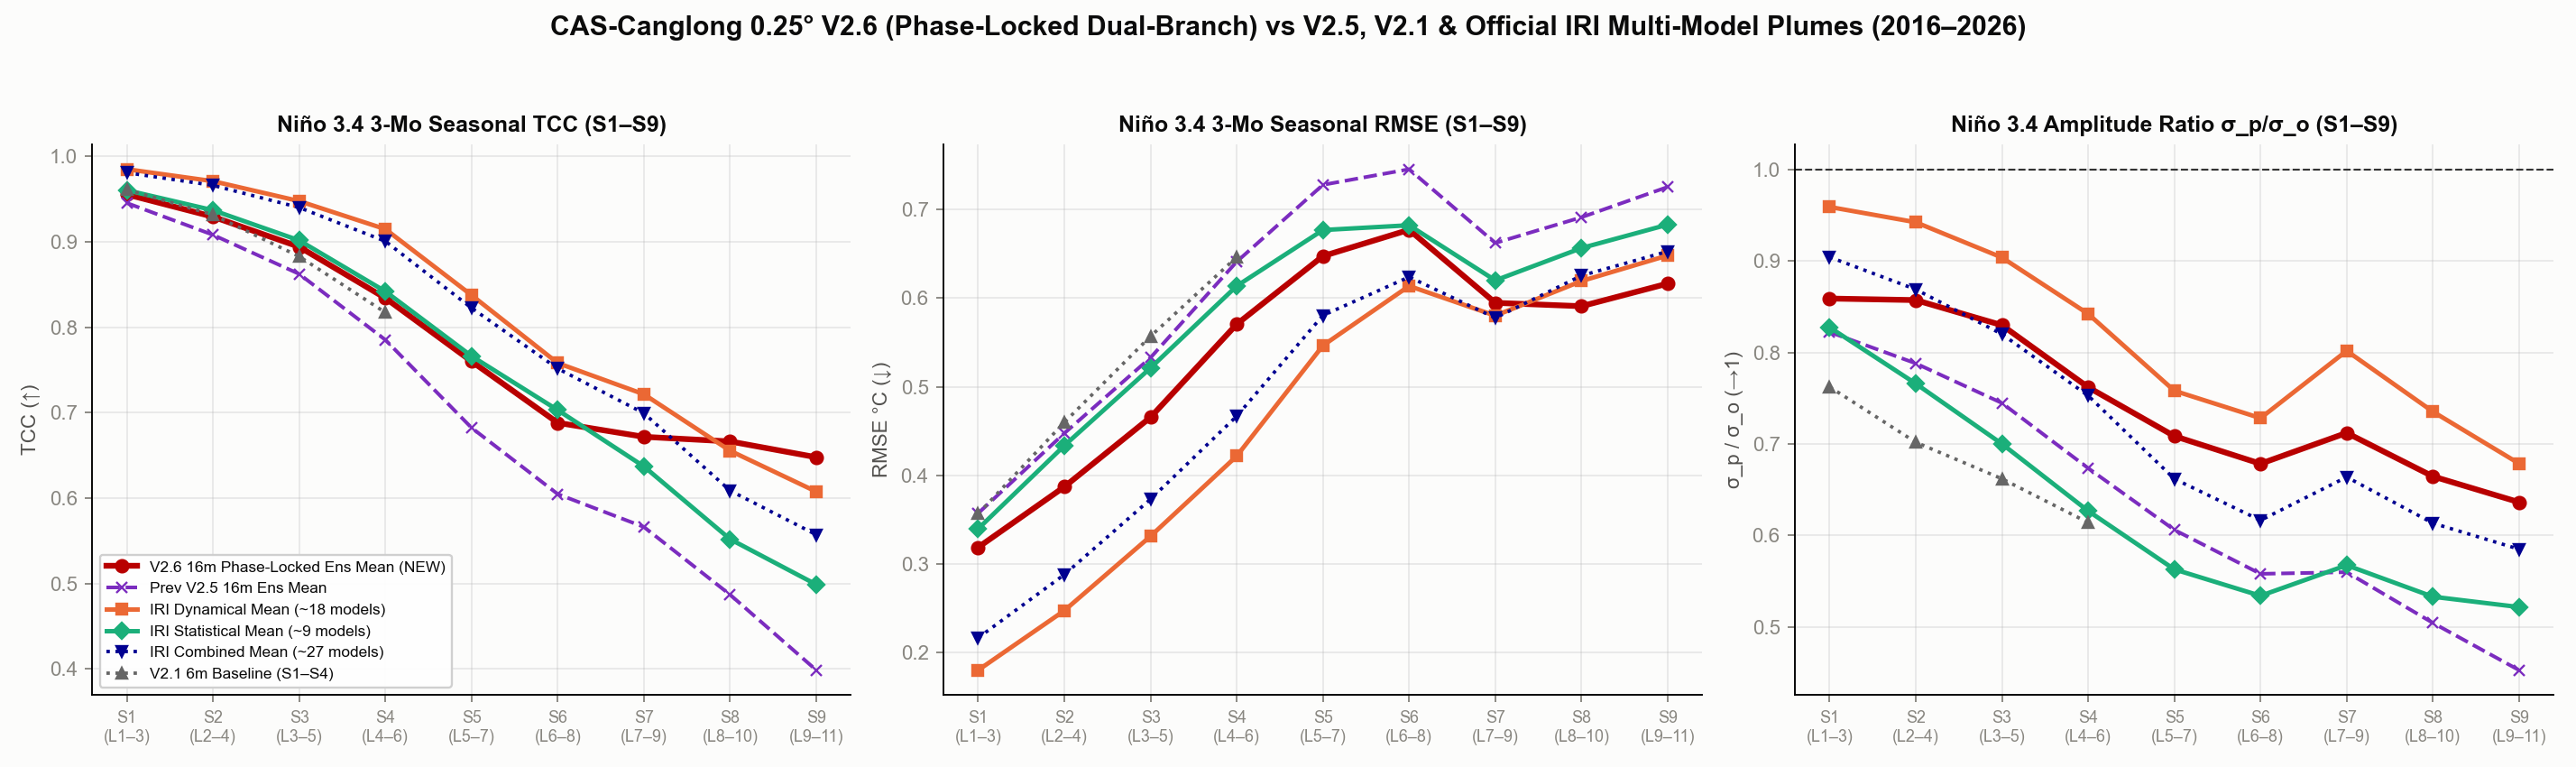 CAS-Canglong 0.25° V2.6 (Phase-Locked Dual-Branch) vs V2.5, V2.1 & Official IRI Multi-Model Plumes (2016–2026)
Niño 3.4 3-Mo Seasonal TCC (S1–S9)
TCC (↑)
1.0
0.9
0.8
0.7
0.6
0.5
0.4
V2.6 16m Phase-Locked Ens Mean (NEW)
Prev V2.5 16m Ens Mean
IRI Dynamical Mean (~18 models)
IRI Statistical Mean (~9 models)
IRI Combined Mean (~27 models)
V2.1 6m Baseline (S1–S4)
S1 S2 S3 S4 S5 S6 S7 S8 S9
(L1–3) (L2–4) (L3–5) (L4–6) (L5–7) (L6–8) (L7–9) (L8–10) (L9–11)
Niño 3.4 3-Mo Seasonal RMSE (S1–S9)
RMSE °C (↓)
0.7
0.6
0.5
0.4
0.3
0.2
S1 S2 S3 S4 S5 S6 S7 S8 S9
(L1–3) (L2–4) (L3–5) (L4–6) (L5–7) (L6–8) (L7–9) (L8–10) (L9–11)
Niño 3.4 Amplitude Ratio σ_p/σ_o (S1–S9)
σ_p / σ_o (→1)
1.0
0.9
0.8
0.7
0.6
0.5
S1 S2 S3 S4 S5 S6 S7 S8 S9
(L1–3) (L2–4) (L3–5) (L4–6) (L5–7) (L6–8) (L7–9) (L8–10) (L9–11)